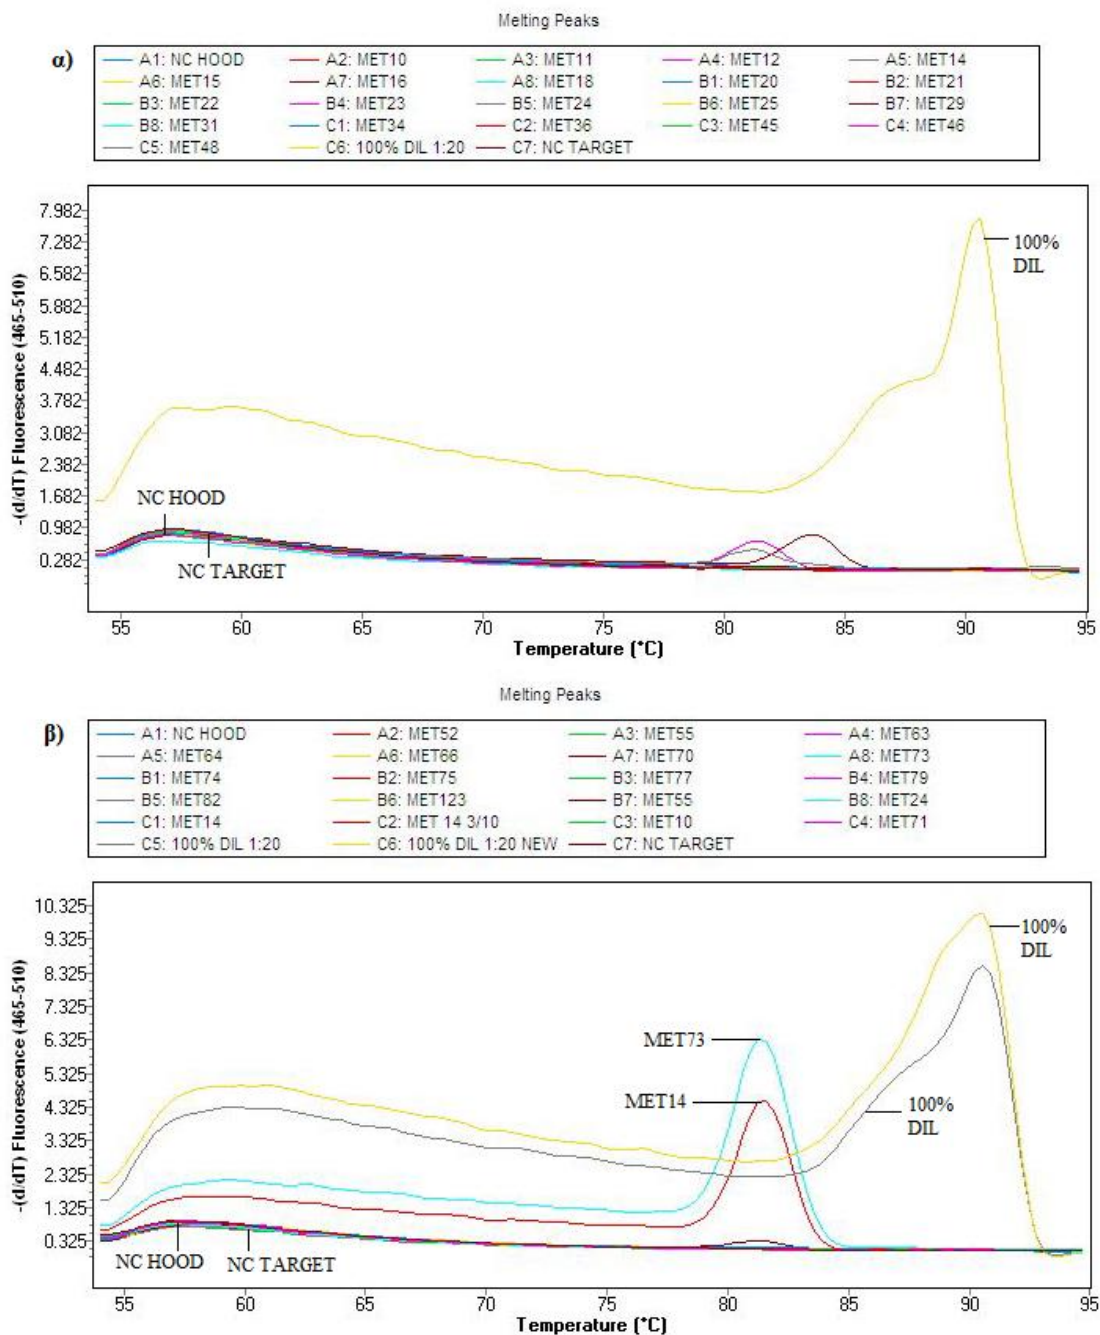 Melting Peaks
α)
A1: NC HOOD A2: MET10 A3: MET11 A4: MET12 A5: MET14
A6: MET15 A7: MET16 A8: MET18 B1: MET20 B2: MET21
B3: MET22 B4: MET23 B5: MET24 B6: MET25 B7: MET29
B8: MET31 C1: MET34 C2: MET36 C3: MET45 C4: MET46
C5: MET48 C6: 100% DIL 1:20 C7: NC TARGET
-(d/dT) Fluorescence (465-510)
7.982
7.282
6.582
5.882
5.182
4.482
3.782
3.082
2.382
1.682
0.982
0.282
100%
DIL
NC HOOD
NC TARGET
55 60 65 70 75 80 85 90 95
Temperature (°C)
Melting Peaks
β)
A1: NC HOOD A2: MET52 A3: MET55 A4: MET63
A5: MET64 A6: MET66 A7: MET70 A8: MET73
B1: MET74 B2: MET75 B3: MET77 B4: MET79
B5: MET82 B6: MET123 B7: MET55 B8: MET24
C1: MET14 C2: MET 14 3/10 C3: MET10 C4: MET71
C5: 100% DIL 1:20 C6: 100% DIL 1:20 NEW C7: NC TARGET
-(d/dT) Fluorescence (465-510)
10.325
9.325
8.325
7.325
6.325
5.325
4.325
3.325
2.325
1.325
0.325
100%
DIL
MET73
MET14
100%
DIL
NC HOOD
NC TARGET
55 60 65 70 75 80 85 90 95
Temperature (°C)